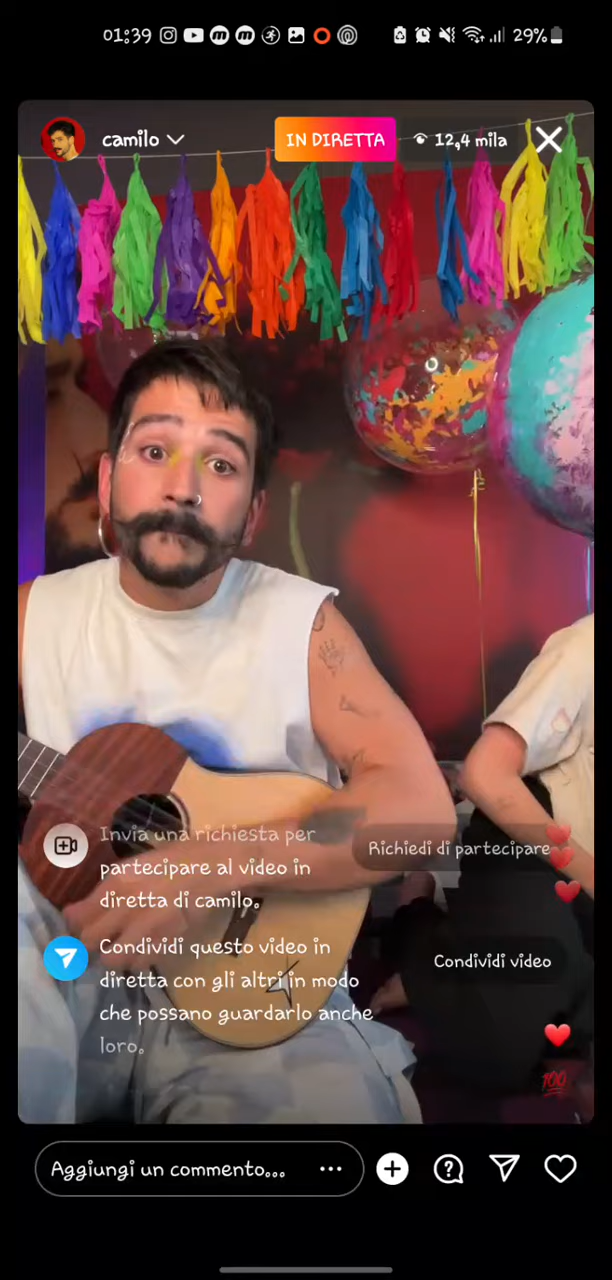 01:39
29%
camilo
IN DIRETTA
12,4 mila
Invia una richiesta per
partecipare al video in
diretta di camilo.
Richiedi di partecipare
Condividi questo video in
diretta con gli altri in modo
che possano guardarlo anche
loro.
Condividi video
100
Aggiungi un commento...